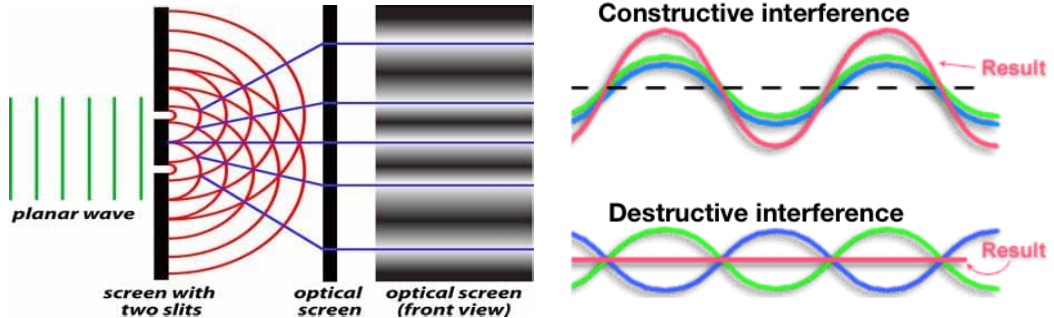 planar wave
screen with
two slits
optical
screen
optical screen
(front view)
Constructive interference
Result
Destructive interference
Result